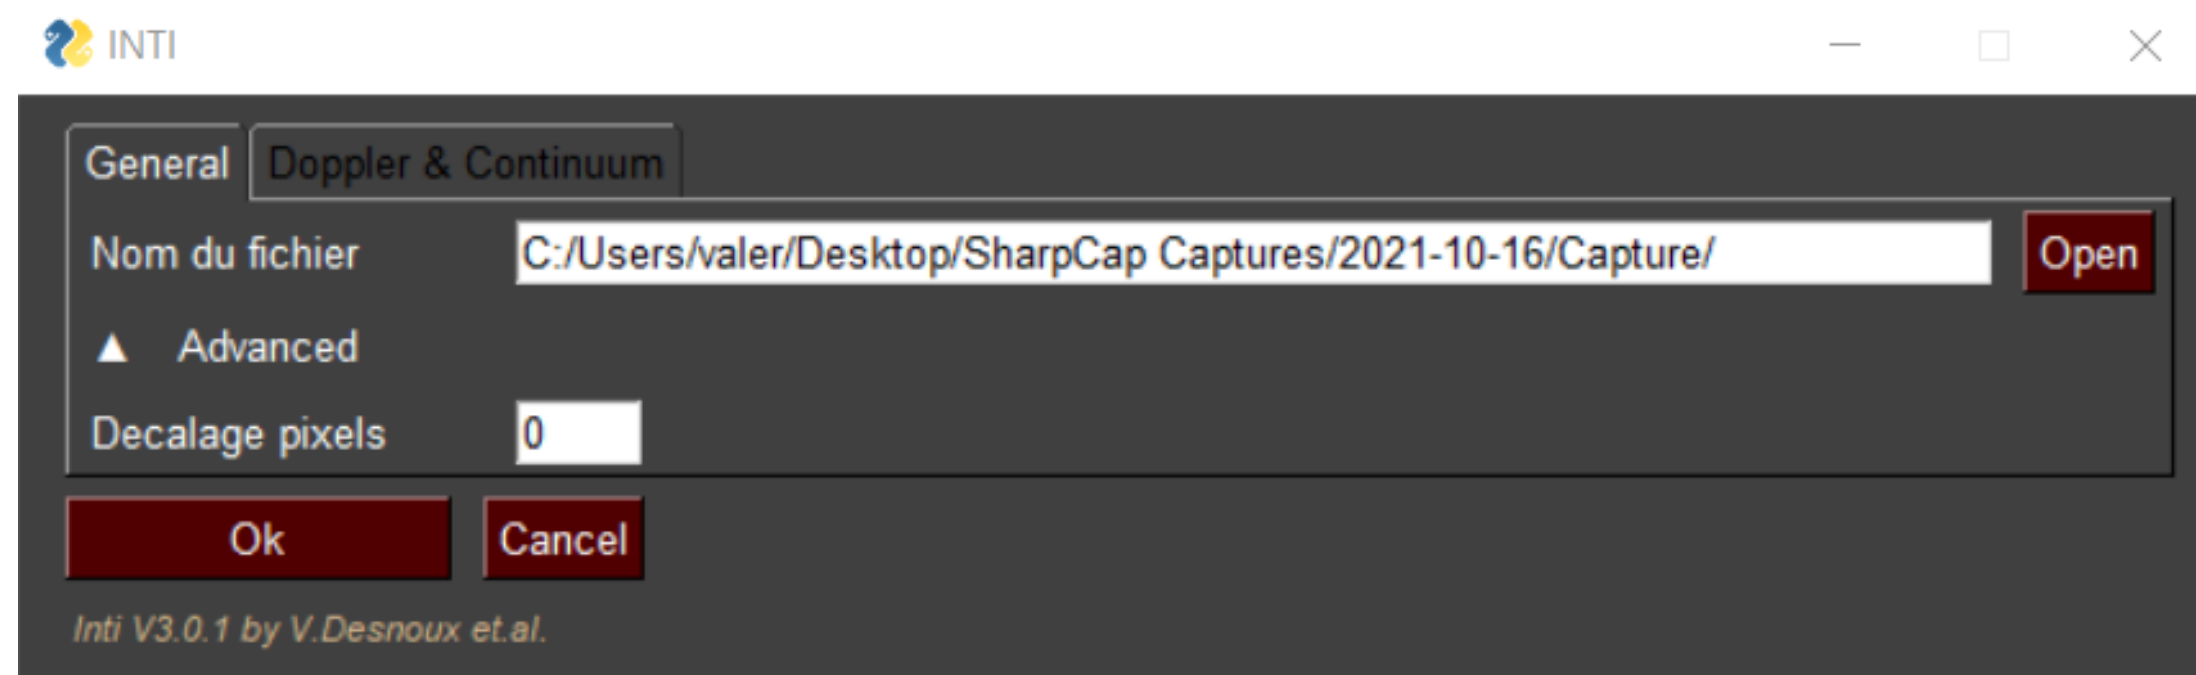 INTI
General Doppler & Continuum
Nom du fichier C:/Users/valer/Desktop/SharpCap Captures/2021-10-16/Capture/ Open
▲ Advanced
Decalage pixels 0
Ok Cancel
Inti V3.0.1 by V.Desnoux et.al.